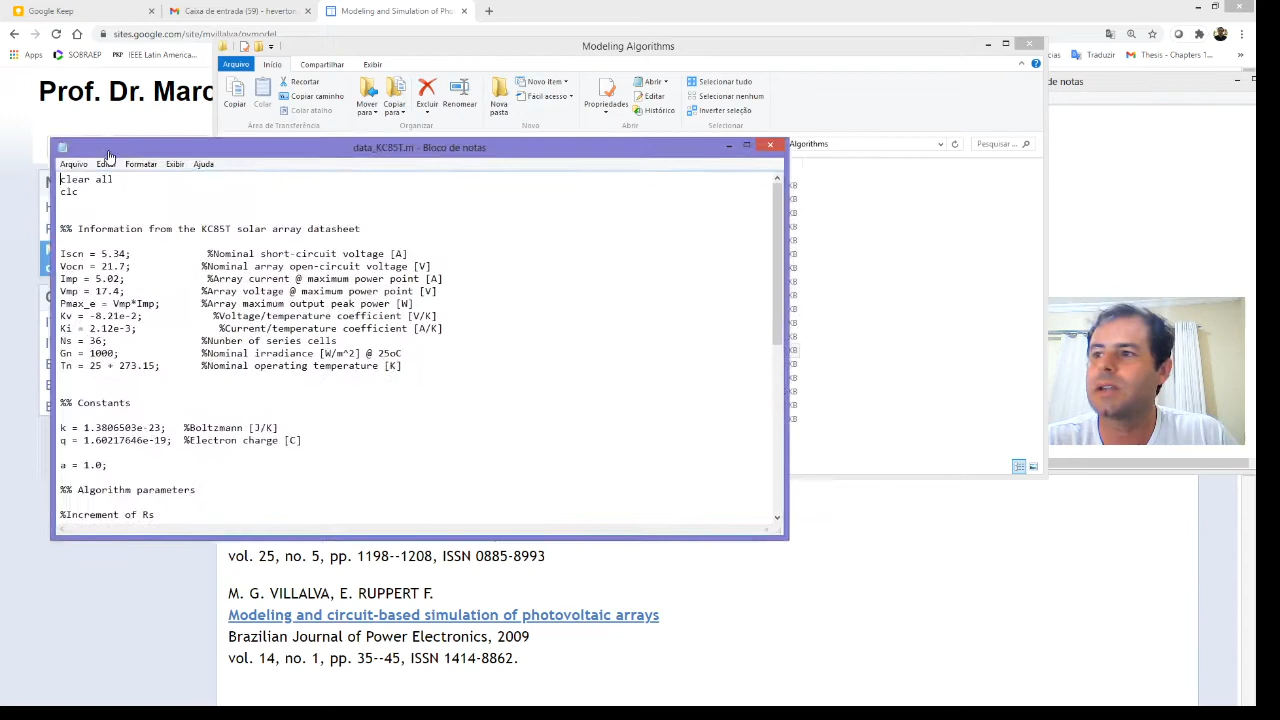 Google Keep
Caixa de entrada (59) - heverton
Modeling and Simulation of Pho
sites.google.com/site/mvillalva/pvmodel
Apps
SOBRAEP
IEEE Latin America...
Traduzir
Thesis - Chapters 1
Modeling Algorithms
Arquivo
Início
Compartilhar
Exibir
Copiar
Colar
Recortar
Copiar caminho
Colar atalho
Área de Transferência
Mover para
Copiar para
Excluir
Renomear
Organizar
Nova pasta
Novo item
Fácil acesso
Novo
Propriedades
Abrir
Editar
Histórico
Abrir
Selecionar tudo
Selecionar nenhum
Inverter seleção
Selecionar
Prof. Dr. Marc
de notas
Algorithms
Pesquisar ...
data_KC85T.m - Bloco de notas
Arquivo Editar Formatar Exibir Ajuda
clear all
clc
%% Information from the KC85T solar array datasheet
Iscn = 5.34; %Nominal short-circuit voltage [A]
Vocn = 21.7; %Nominal array open-circuit voltage [V]
Imp = 5.02; %Array current @ maximum power point [A]
Vmp = 17.4; %Array voltage @ maximum power point [V]
Pmax_e = Vmp*Imp; %Array maximum output peak power [W]
Kv = -8.21e-2; %Voltage/temperature coefficient [V/K]
Ki = 2.12e-3; %Current/temperature coefficient [A/K]
Ns = 36; %Nunber of series cells
Gn = 1000; %Nominal irradiance [W/m^2] @ 25oC
Tn = 25 + 273.15; %Nominal operating temperature [K]
%% Constants
k = 1.3806503e-23; %Boltzmann [J/K]
q = 1.60217646e-19; %Electron charge [C]
a = 1.0;
%% Algorithm parameters
%Increment of Rs
vol. 25, no. 5, pp. 1198--1208, ISSN 0885-8993
M. G. VILLALVA, E. RUPPERT F.
Modeling and circuit-based simulation of photovoltaic arrays
Brazilian Journal of Power Electronics, 2009
vol. 14, no. 1, pp. 35--45, ISSN 1414-8862.